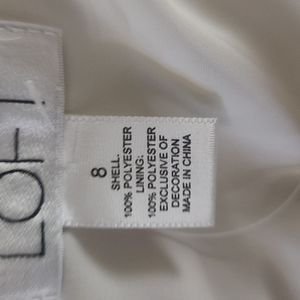 LOFT
8
SHELL:
100% POLYESTER
LINING:
100% POLYESTER
EXCLUSIVE OF
DECORATION
MADE IN CHINA